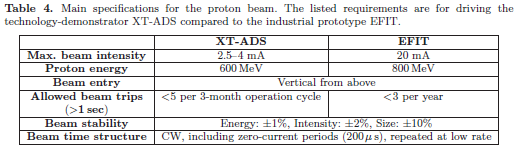 Table 4. Main specifications for the proton beam. The listed requirements are for driving the
technology-demonstrator XT-ADS compared to the industrial prototype EFIT.
XT-ADS EFIT
Max. beam intensity 2.5–4 mA 20 mA
Proton energy 600 MeV 800 MeV
Beam entry Vertical from above
Allowed beam trips <5 per 3-month operation cycle <3 per year
(>1 sec)
Beam stability Energy: ±1%, Intensity: ±2%, Size: ±10%
Beam time structure CW, including zero-current periods (200 μs), repeated at low rate